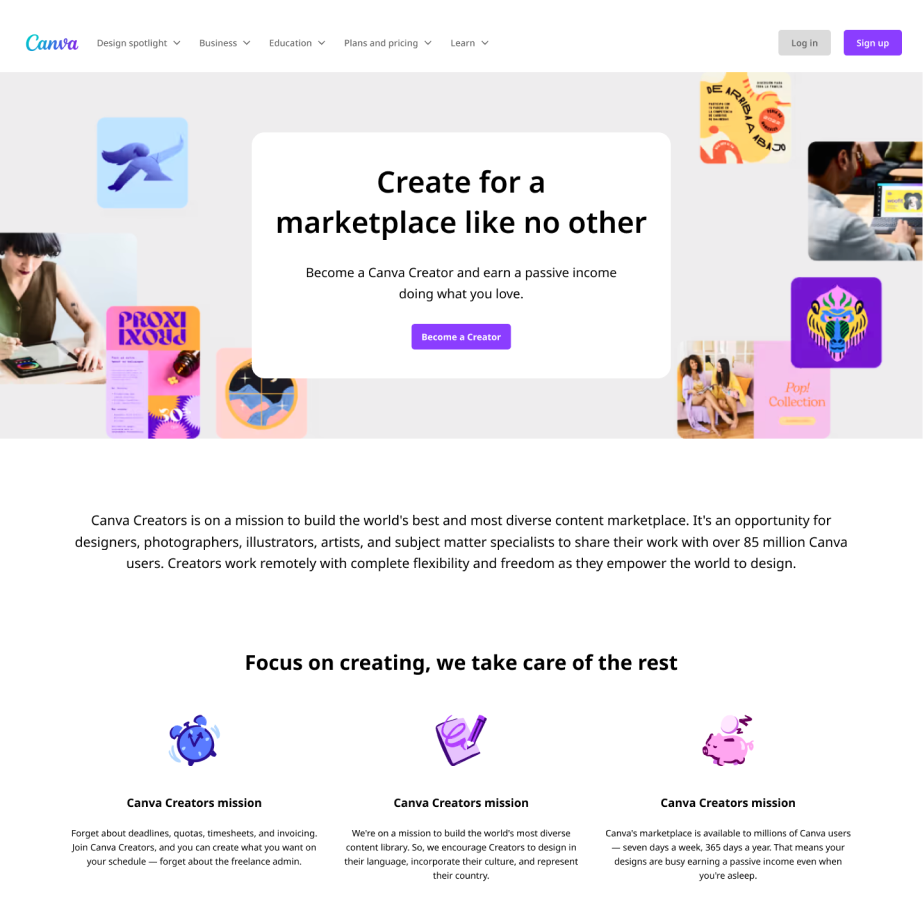 Canva
Design spotlight
Business
Education
Plans and pricing
Learn
Log in
Sign up
DE ARRIBA A ABAJO
PROXI
PROXI
50%
Pop!
Collection
Create for a
marketplace like no other
Become a Canva Creator and earn a passive income
doing what you love.
Become a Creator
Canva Creators is on a mission to build the world's best and most diverse content marketplace. It's an opportunity for
designers, photographers, illustrators, artists, and subject matter specialists to share their work with over 85 million Canva
users. Creators work remotely with complete flexibility and freedom as they empower the world to design.
Focus on creating, we take care of the rest
Canva Creators mission
Forget about deadlines, quotas, timesheets, and invoicing.
Join Canva Creators, and you can create what you want on
your schedule — forget about the freelance admin.
Canva Creators mission
We're on a mission to build the world's most diverse
content library. So, we encourage Creators to design in
their language, incorporate their culture, and represent
their country.
Canva Creators mission
Canva's marketplace is available to millions of Canva users
— seven days a week, 365 days a year. That means your
designs are busy earning a passive income even when
you're asleep.